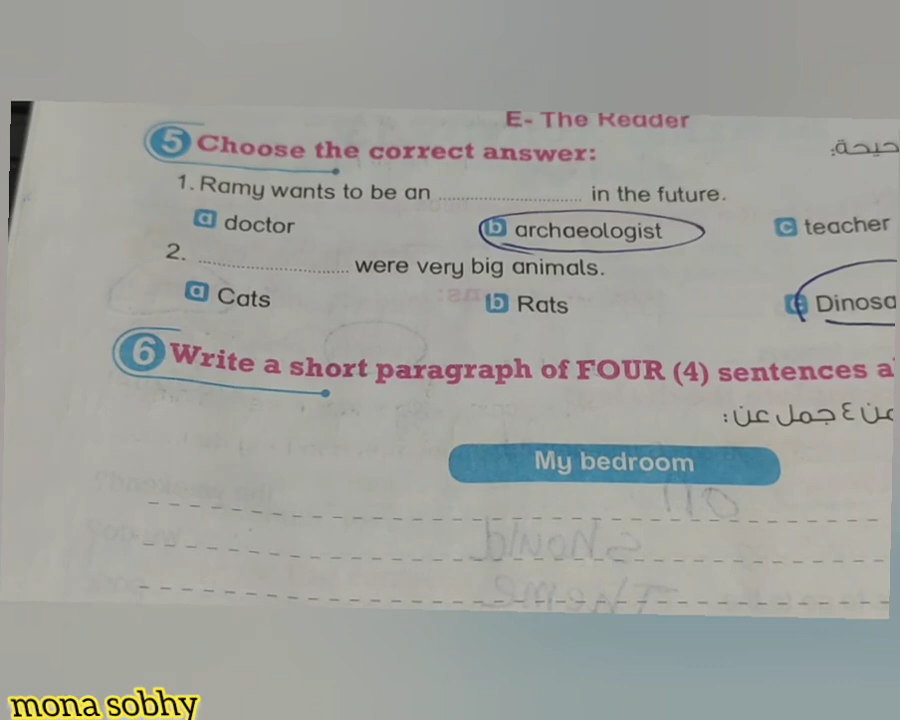 E- The Reader
5 Choose the correct answer:
1. Ramy wants to be an .............................. in the future.
a doctor b archaeologist c teacher
2. .............................. were very big animals.
a Cats b Rats c Dinosa
6 Write a short paragraph of FOUR (4) sentences a
من ٤ جمل عن:
My bedroom
mona sobhy